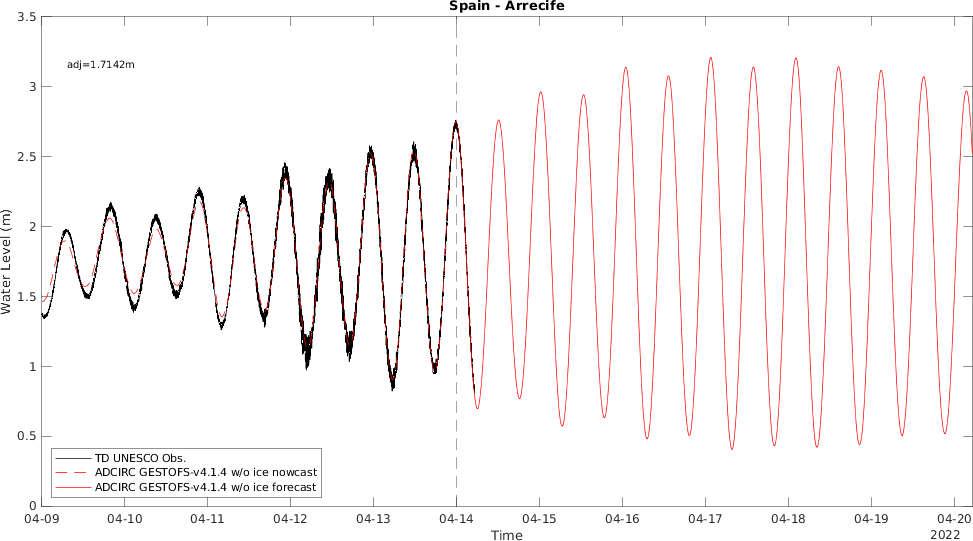 Spain - Arrecife
adj=1.7142m
3.5
3
2.5
2
1.5
1
0.5
0
Water Level (m)
TD UNESCO Obs.
ADCIRC GESTOFS-v4.1.4 w/o ice nowcast
ADCIRC GESTOFS-v4.1.4 w/o ice forecast
04-09 04-10 04-11 04-12 04-13 04-14 04-15 04-16 04-17 04-18 04-19 04-20
Time
2022